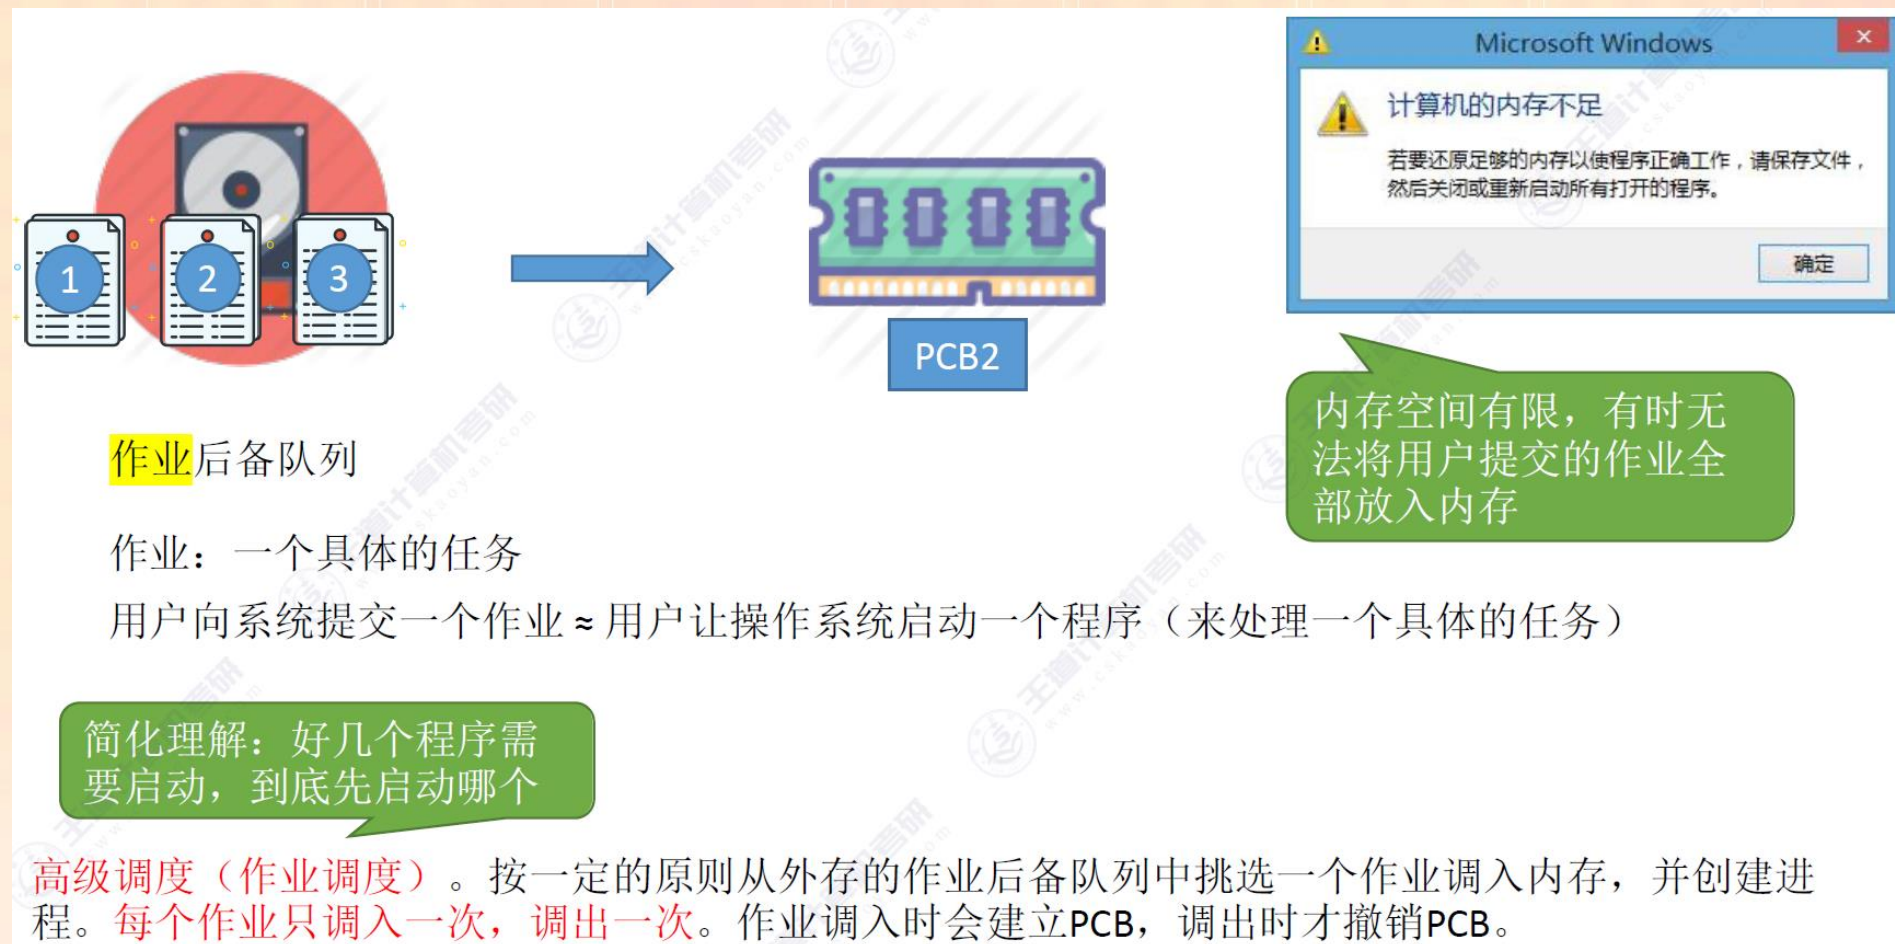 Microsoft Windows
计算机的内存不足
若要还原足够的内存以使程序正确工作，请保存文件，
然后关闭或重新启动所有打开的程序。
确定
1
2
3
PCB2
内存空间有限，有时无
法将用户提交的作业全
部放入内存
作业后备队列
作业：一个具体的任务
用户向系统提交一个作业 ≈ 用户让操作系统启动一个程序（来处理一个具体的任务）
简化理解：好几个程序需
要启动，到底先启动哪个
高级调度（作业调度）。按一定的原则从外存的作业后备队列中挑选一个作业调入内存，并创建进
程。每个作业只调入一次，调出一次。作业调入时会建立PCB，调出时才撤销PCB。
王道计算机考研
www.cskaoyan.com